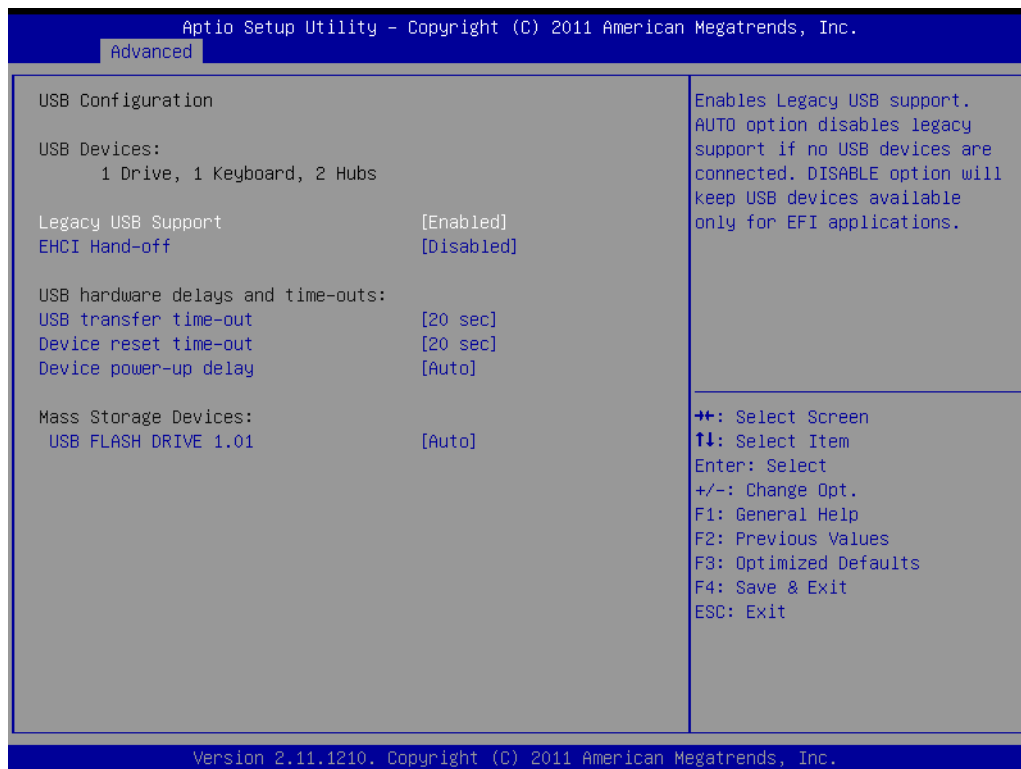 Aptio Setup Utility – Copyright (C) 2011 American Megatrends, Inc.
Advanced
USB Configuration
USB Devices:
1 Drive, 1 Keyboard, 2 Hubs
Legacy USB Support [Enabled]
EHCI Hand-off [Disabled]
USB hardware delays and time-outs:
USB transfer time-out [20 sec]
Device reset time-out [20 sec]
Device power-up delay [Auto]
Mass Storage Devices:
USB FLASH DRIVE 1.01 [Auto]
Enables Legacy USB support.
AUTO option disables legacy
support if no USB devices are
connected. DISABLE option will
keep USB devices available
only for EFI applications.
→←: Select Screen
↑↓: Select Item
Enter: Select
+/-: Change Opt.
F1: General Help
F2: Previous Values
F3: Optimized Defaults
F4: Save & Exit
ESC: Exit
Version 2.11.1210. Copyright (C) 2011 American Megatrends, Inc.